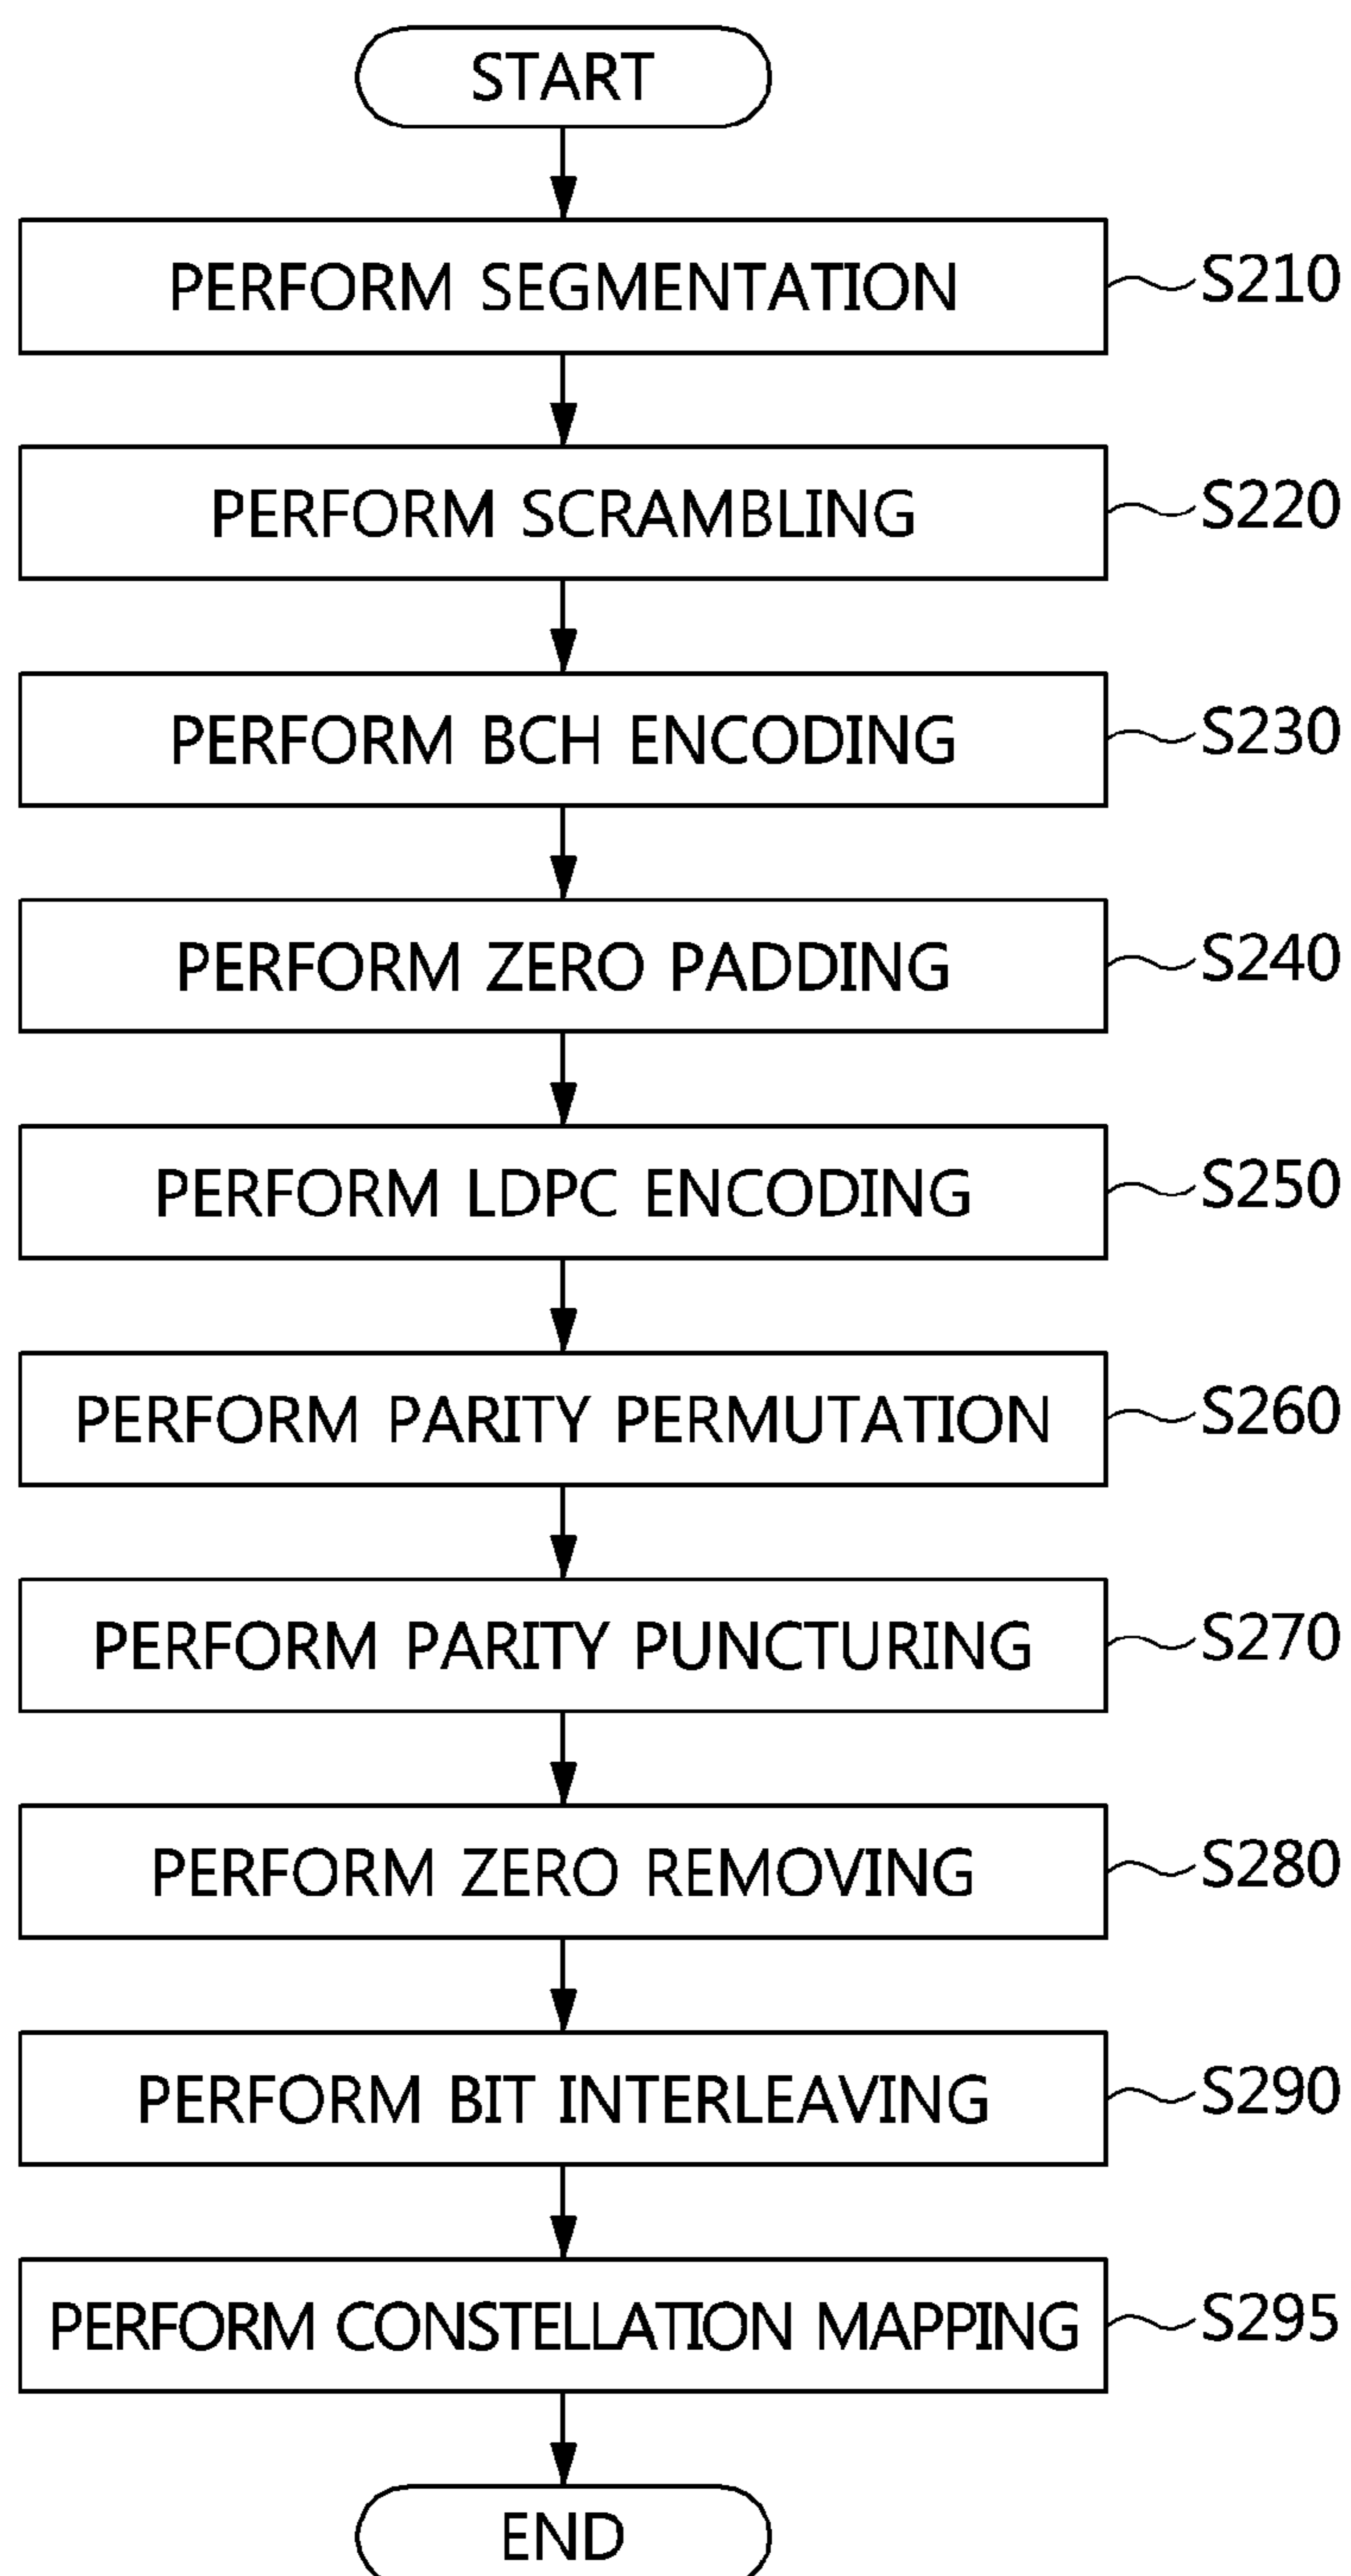 START
PERFORM SEGMENTATION S210
PERFORM SCRAMBLING S220
PERFORM BCH ENCODING S230
PERFORM ZERO PADDING S240
PERFORM LDPC ENCODING S250
PERFORM PARITY PERMUTATION S260
PERFORM PARITY PUNCTURING S270
PERFORM ZERO REMOVING S280
PERFORM BIT INTERLEAVING S290
PERFORM CONSTELLATION MAPPING S295
END